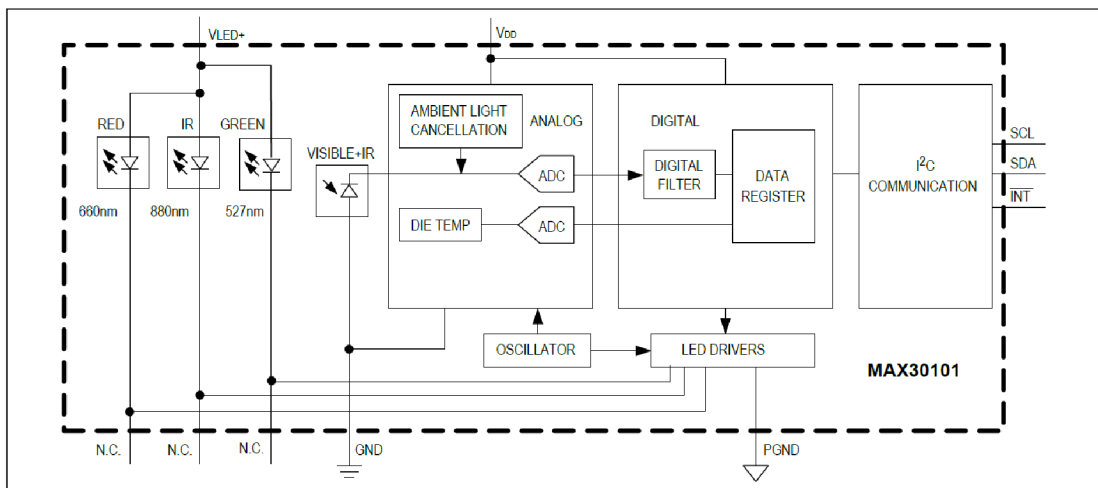 VLED+
VDD
RED
IR
GREEN
660nm
880nm
527nm
VISIBLE+IR
AMBIENT LIGHT
CANCELLATION
ANALOG
ADC
DIE TEMP
ADC
DIGITAL
DIGITAL
FILTER
DATA
REGISTER
I²C
COMMUNICATION
SCL
SDA
INT
OSCILLATOR
LED DRIVERS
MAX30101
N.C.
N.C.
N.C.
GND
PGND